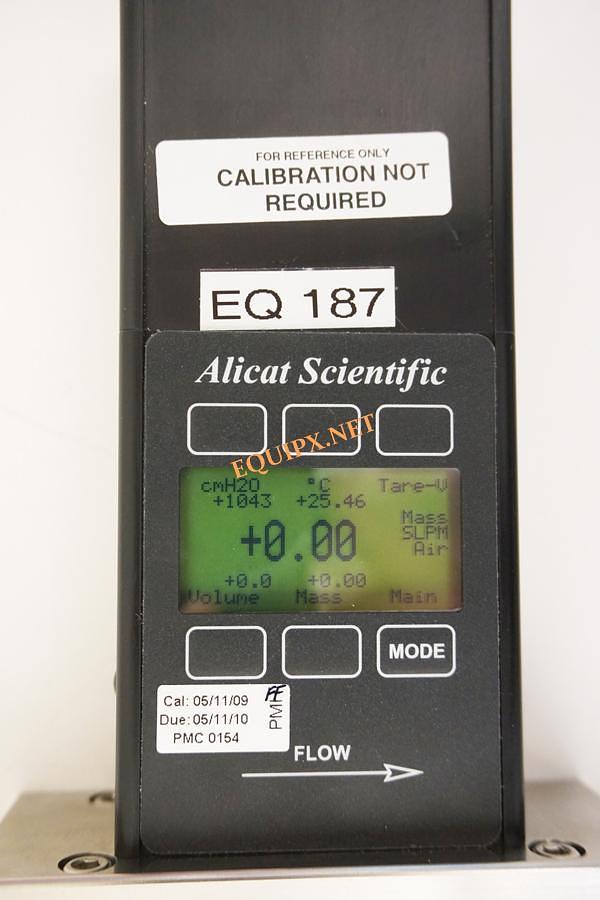 FOR REFERENCE ONLY
CALIBRATION NOT
REQUIRED
EQ 187
Alicat Scientific
EQUIPX.NET
cmH2O °C Tare-V
+1043 +25.46
Mass
+0.00 SLPM
Air
+0.0 +0.00
Volume Mass Main
MODE
Cal: 05/11/09
Due: 05/11/10
PMC 0154
PM
FLOW